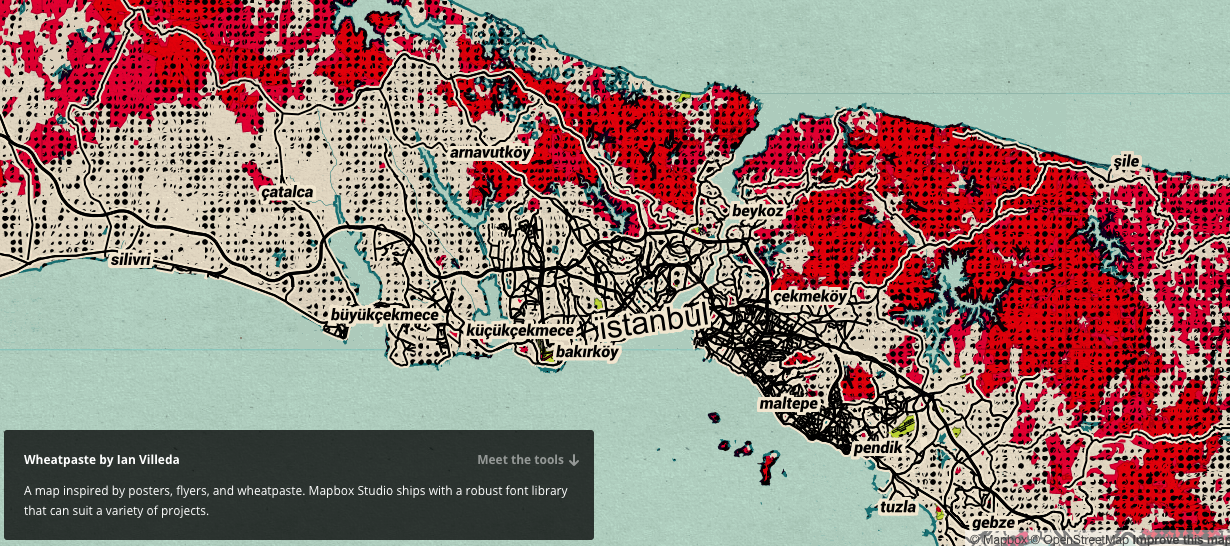 şile
arnavutköy
çatalca
beykoz
silivri
çekmeköy
büyükçekmece
istanbul
küçükçekmece
bakırköy
maltepe
pendik
tuzla
gebze
Wheatpaste by Ian Villeda
Meet the tools ↓
A map inspired by posters, flyers, and wheatpaste. Mapbox Studio ships with a robust font library
that can suit a variety of projects.
© Mapbox © OpenStreetMap Improve this map